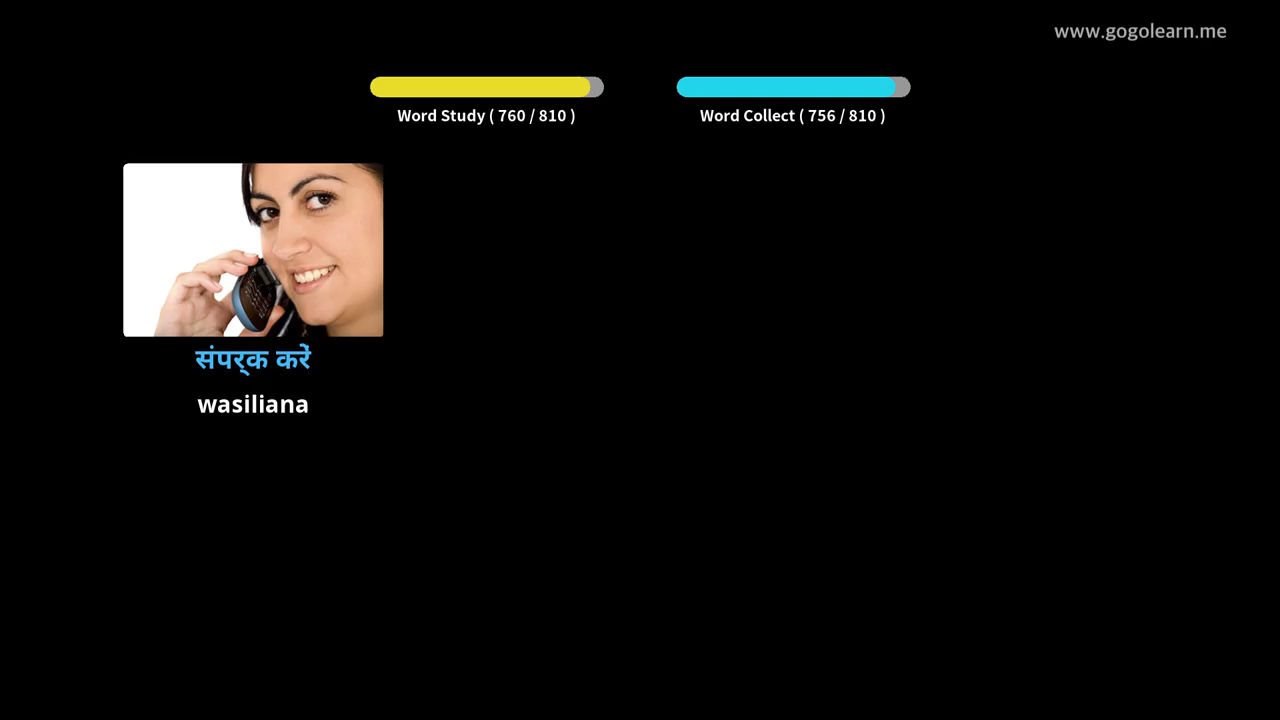 www.gogolearn.me
Word Study ( 760 / 810 )
Word Collect ( 756 / 810 )
संपर्क करें
wasiliana